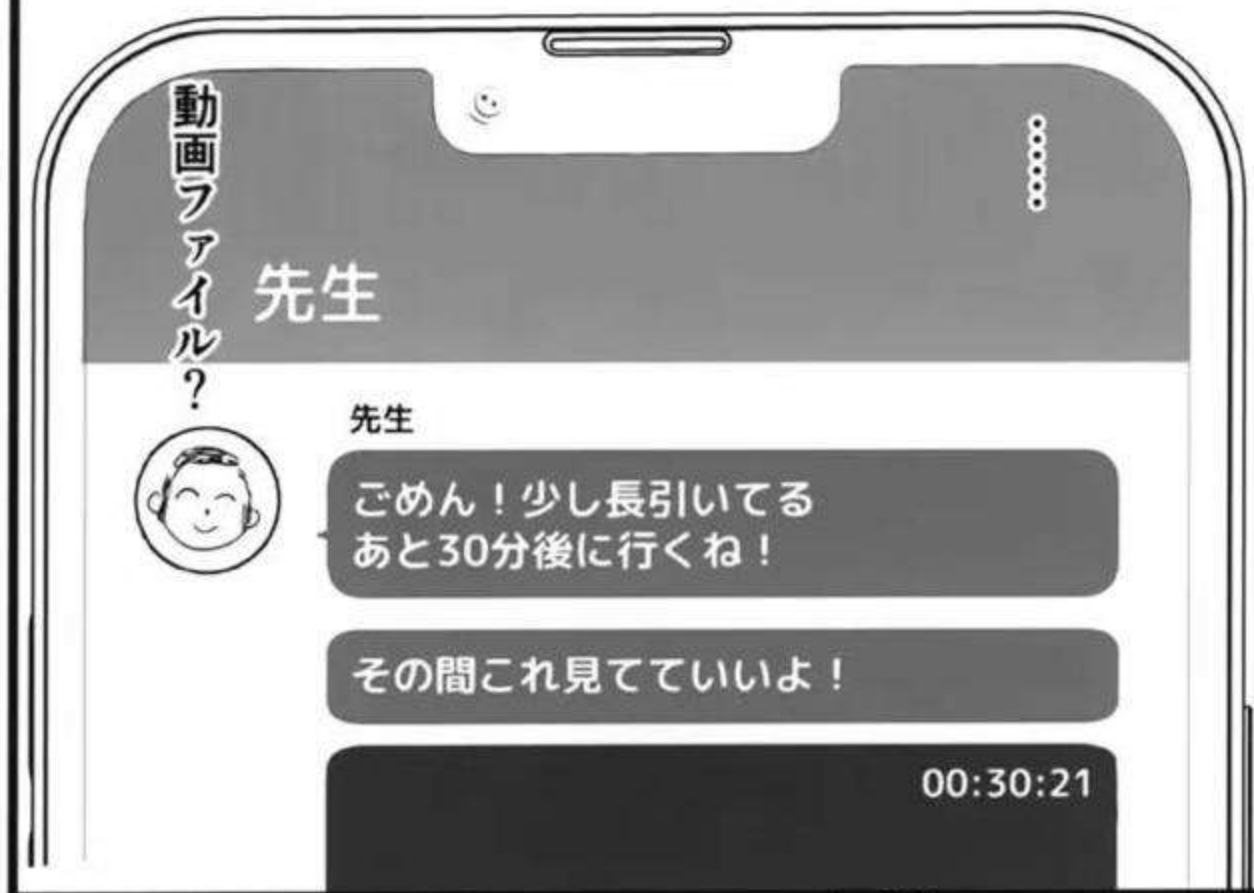 ……
動画ファイル?
先生
先生
ごめん!少し長引いてる
あと30分後に行くね!
その間これ見てていいよ!
00:30:21